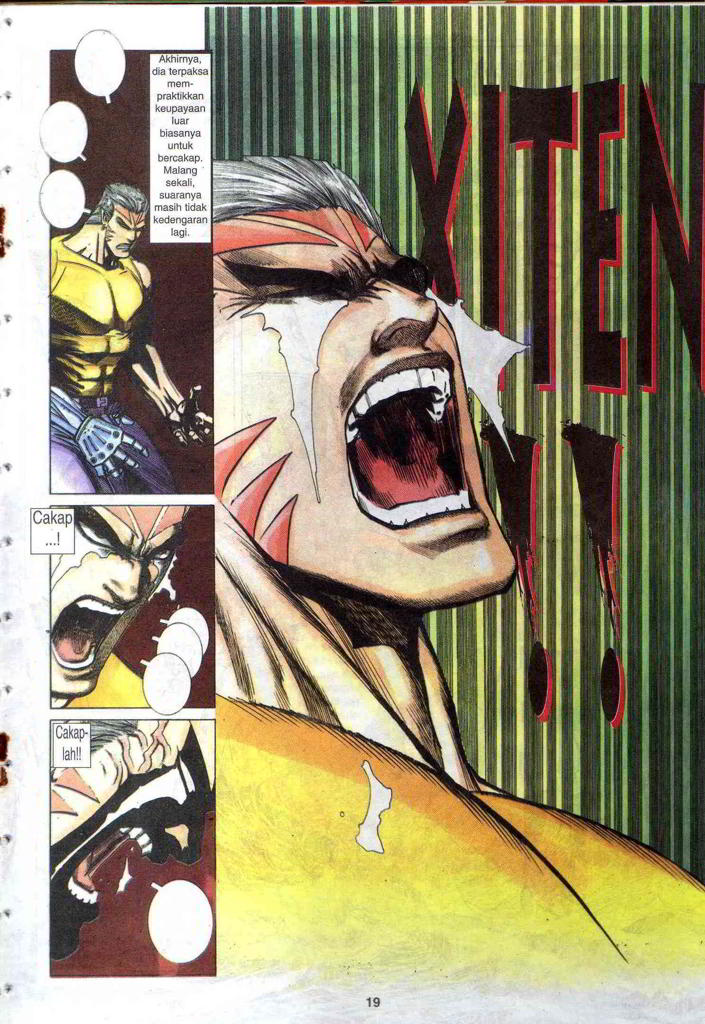 Akhirnya,
dia terpaksa
mem-
praktikkan
keupayaan
luar
biasanya
untuk
bercakap.
Malang
sekali,
suaranya
masih tidak
kedengaran
lagi.
Cakap
...!
Cakap-
lah!!
XITEN
!!
19